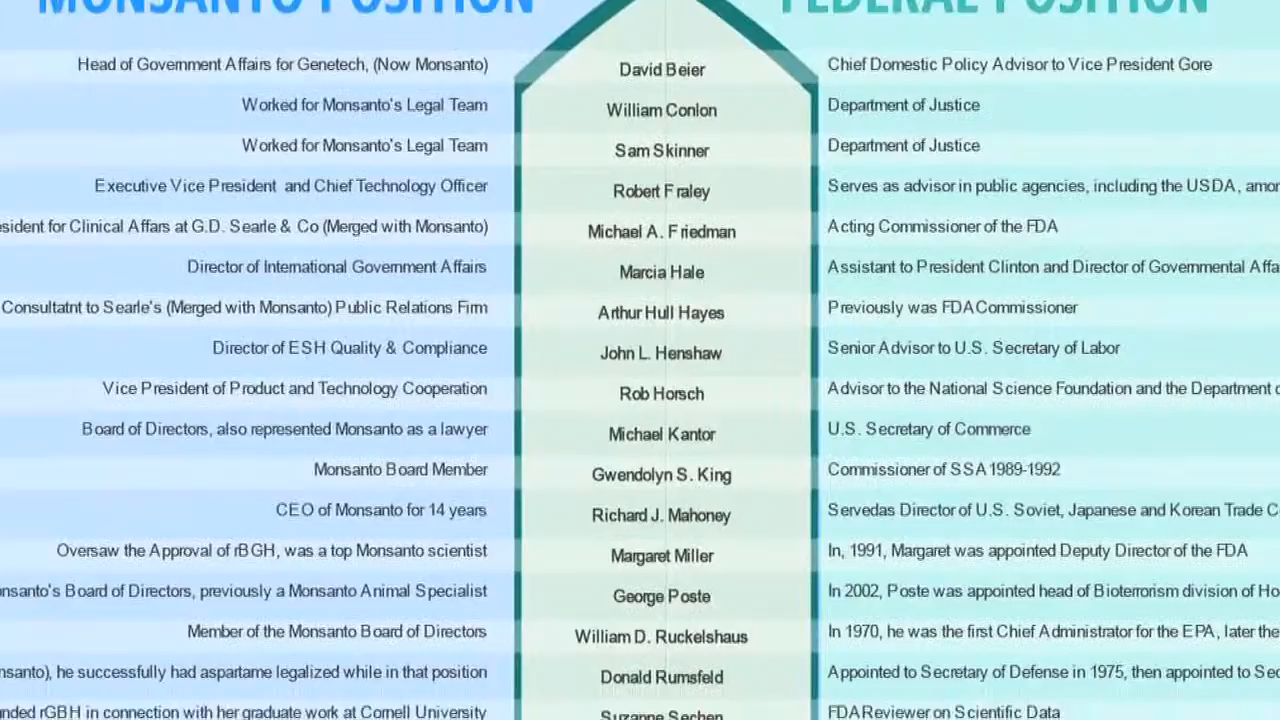 MONSANTO POSITION FEDERAL POSITION
Head of Government Affairs for Genetech, (Now Monsanto) David Beier Chief Domestic Policy Advisor to Vice President Gore
Worked for Monsanto's Legal Team William Conlon Department of Justice
Worked for Monsanto's Legal Team Sam Skinner Department of Justice
Executive Vice President and Chief Technology Officer Robert Fraley Serves as advisor in public agencies, including the USDA,
for Clinical Affars at G.D. Searle & Co (Merged with Monsanto) Michael A. Friedman Acting Commissioner of the FDA
Director of International Government Affairs Marcia Hale Assistant to President Clinton and Director of Governmental
Consultatnt to Searle's (Merged with Monsanto) Public Relations Firm Arthur Hull Hayes Previously was FDA Commissioner
Director of ESH Quality & Compliance John L. Henshaw Senior Advisor to U.S. Secretary of Labor
Vice President of Product and Technology Cooperation Rob Horsch Advisor to the National Science Foundation and the Department
Board of Directors, also represented Monsanto as a lawyer Michael Kantor U.S. Secretary of Commerce
Monsanto Board Member Gwendolyn S. King Commissioner of SSA 1989-1992
CEO of Monsanto for 14 years Richard J. Mahoney Servedas Director of U.S. Soviet, Japanese and Korean Trade
Oversaw the Approval of rBGH, was a top Monsanto scientist Margaret Miller In, 1991, Margaret was appointed Deputy Director of the FDA
Board of Directors, previously a Monsanto Animal Specialist George Poste In 2002, Poste was appointed head of Bioterrorism division of
Member of the Monsanto Board of Directors William D. Ruckelshaus In 1970, he was the first Chief Administrator for the EPA, later the
he successfully had aspartame legalized while in that position Donald Rumsfeld Appointed to Secretary of Defense in 1975, then appointed to
rGBH in connection with her graduate work at Cornell University Suzanne Sechen FDA Reviewer on Scientific Data